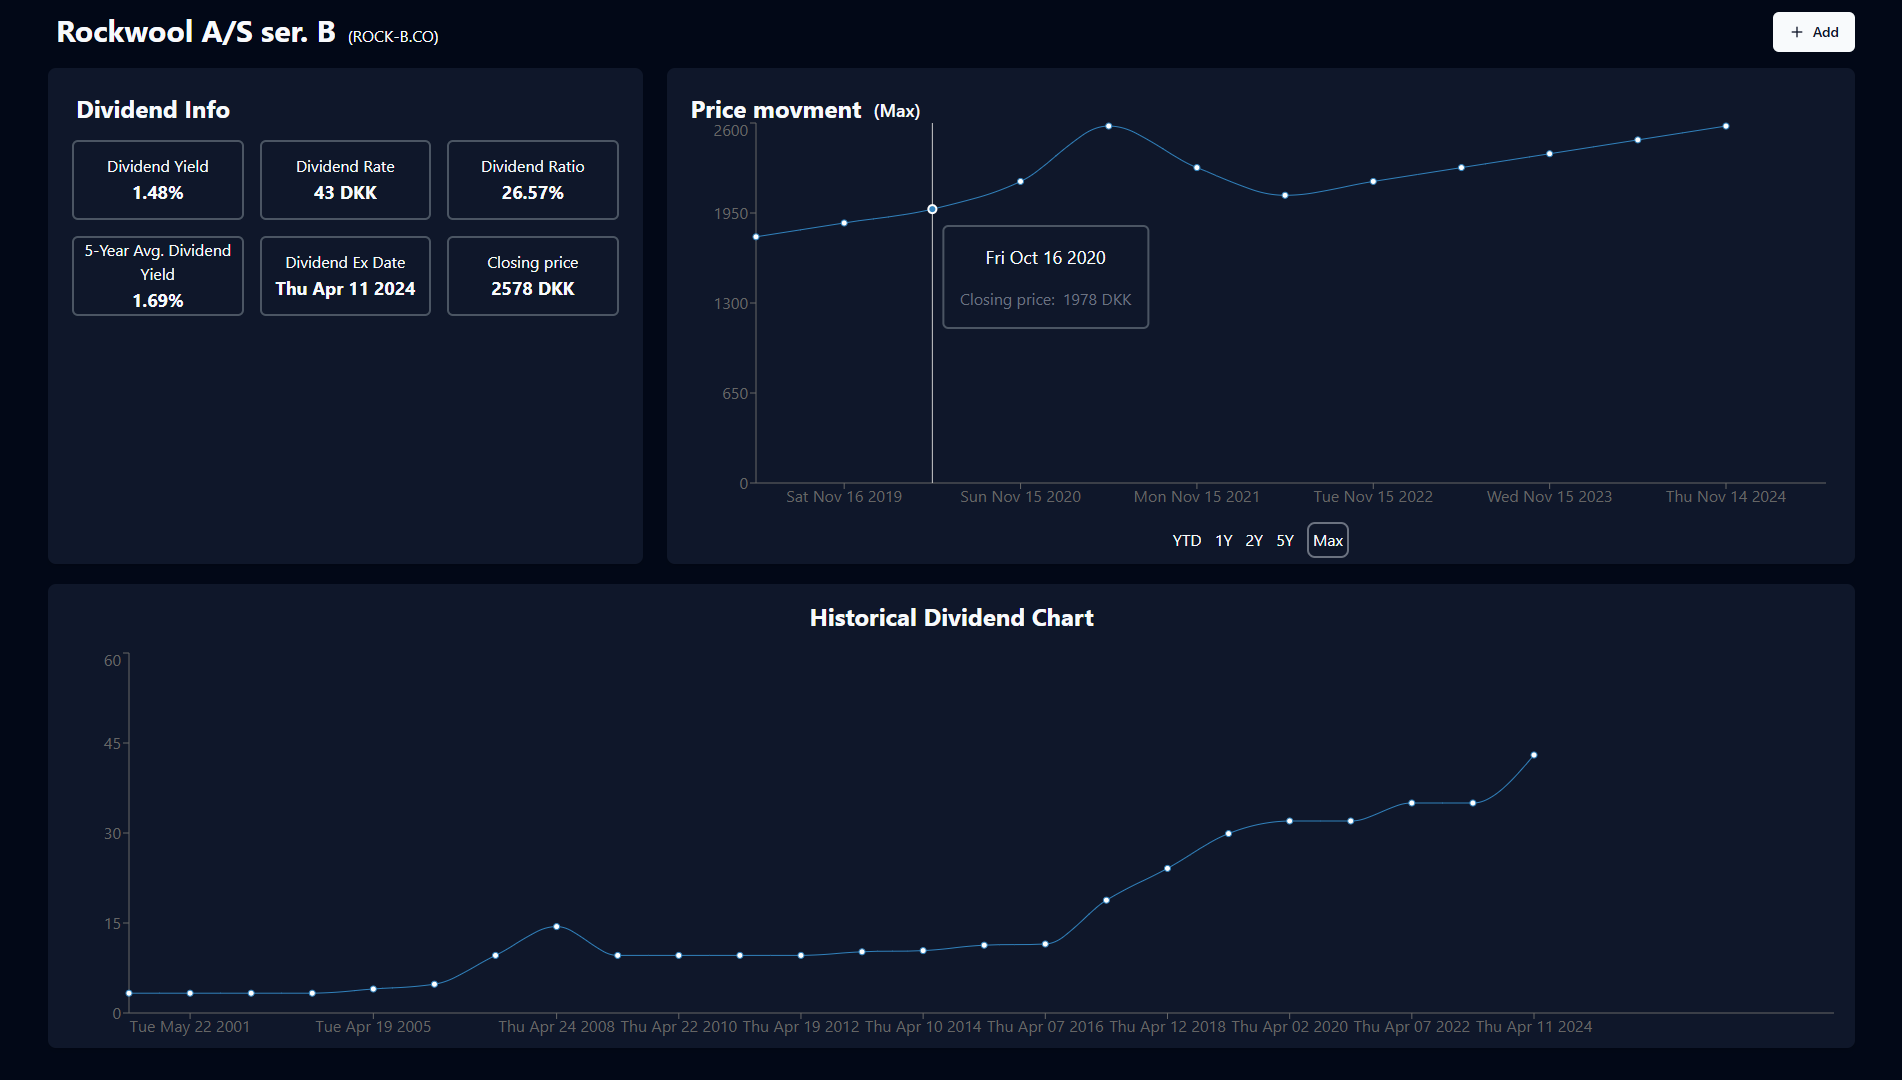 Rockwool A/S ser. B (ROCK-B.CO)
+ Add
Dividend Info
Dividend Yield
1.48%
Dividend Rate
43 DKK
Dividend Ratio
26.57%
5-Year Avg. Dividend
Yield
1.69%
Dividend Ex Date
Thu Apr 11 2024
Closing price
2578 DKK
Price movment (Max)
2600
1950
1300
650
0
Fri Oct 16 2020
Closing price: 1978 DKK
Sat Nov 16 2019 Sun Nov 15 2020 Mon Nov 15 2021 Tue Nov 15 2022 Wed Nov 15 2023 Thu Nov 14 2024
YTD 1Y 2Y 5Y Max
Historical Dividend Chart
60
45
30
15
0
Tue May 22 2001 Tue Apr 19 2005 Thu Apr 24 2008 Thu Apr 22 2010 Thu Apr 19 2012 Thu Apr 10 2014 Thu Apr 07 2016 Thu Apr 12 2018 Thu Apr 02 2020 Thu Apr 07 2022 Thu Apr 11 2024